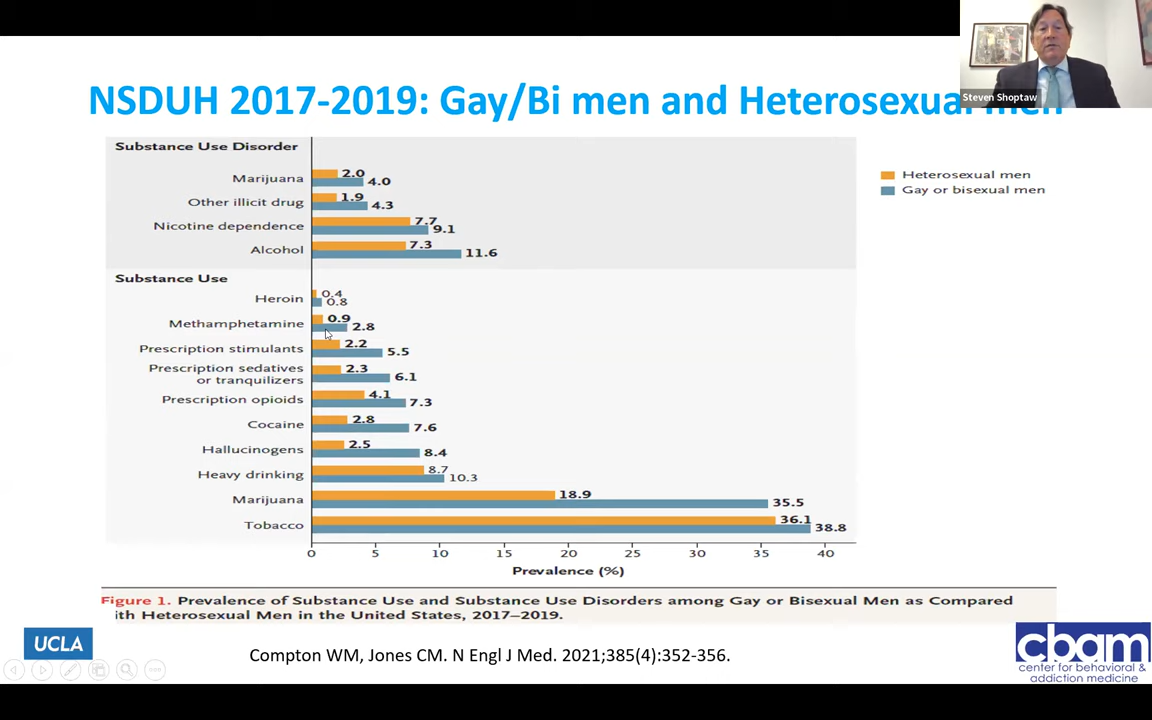 NSDUH 2017-2019: Gay/Bi men and Heterosexual men
Steven Shoptaw
Substance Use Disorder
Marijuana 2.0 4.0
Other illicit drug 1.9 4.3
Nicotine dependence 7.7 9.1
Alcohol 7.3 11.6
Heterosexual men
Gay or bisexual men
Substance Use
Heroin 0.4 0.8
Methamphetamine 0.9 2.8
Prescription stimulants 2.2 5.5
Prescription sedatives
or tranquilizers 2.3 6.1
Prescription opioids 4.1 7.3
Cocaine 2.8 7.6
Hallucinogens 2.5 8.4
Heavy drinking 8.7 10.3
Marijuana 18.9 35.5
Tobacco 36.1 38.8
0 5 10 15 20 25 30 35 40
Prevalence (%)
Figure 1. Prevalence of Substance Use and Substance Use Disorders among Gay or Bisexual Men as Compared
ith Heterosexual Men in the United States, 2017–2019.
UCLA
Compton WM, Jones CM. N Engl J Med. 2021;385(4):352-356.
cbam
center for behavioral &
addiction medicine